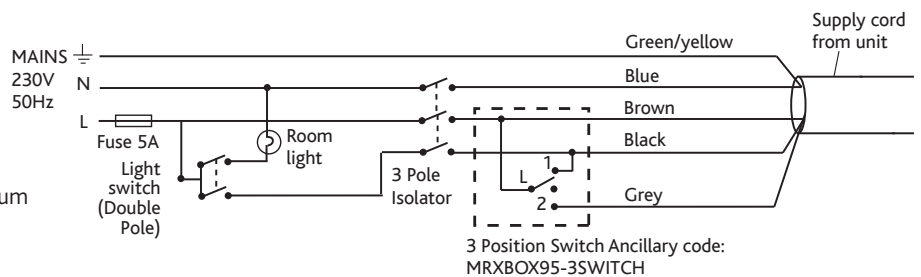 Supply cord
from unit
MAINS
230V
50Hz
N
L
Green/yellow
Blue
Brown
Black
Grey
Fuse 5A
Room
light
Light
switch
(Double
Pole)
3 Pole
Isolator
L
1
2
um
3 Position Switch Ancillary code:
MRXBOX95-3SWITCH